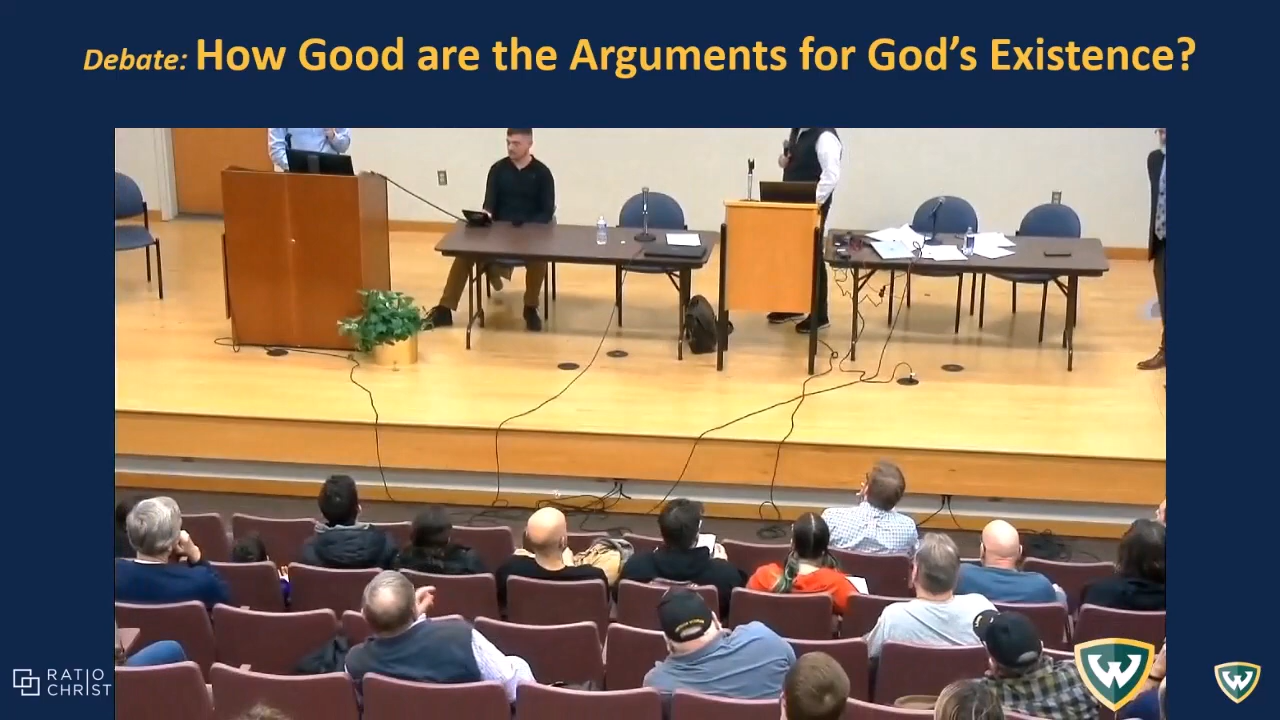 Debate: How Good are the Arguments for God's Existence?
RATIO
CHRIST
W
W